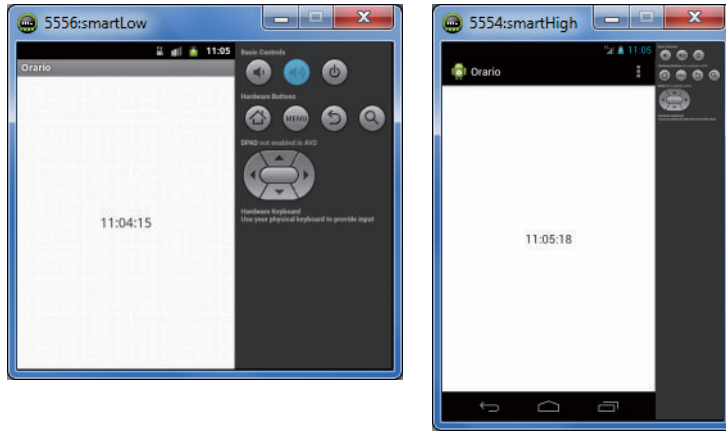 5556:smartLow
11:05
Orario
11:04:15
Basic Controls
Hardware Buttons
MENU
DPAD not enabled in AVD
Hardware Keyboard
Use your physical keyboard to provide input
5554:smartHigh
11:05
Orario
11:05:18